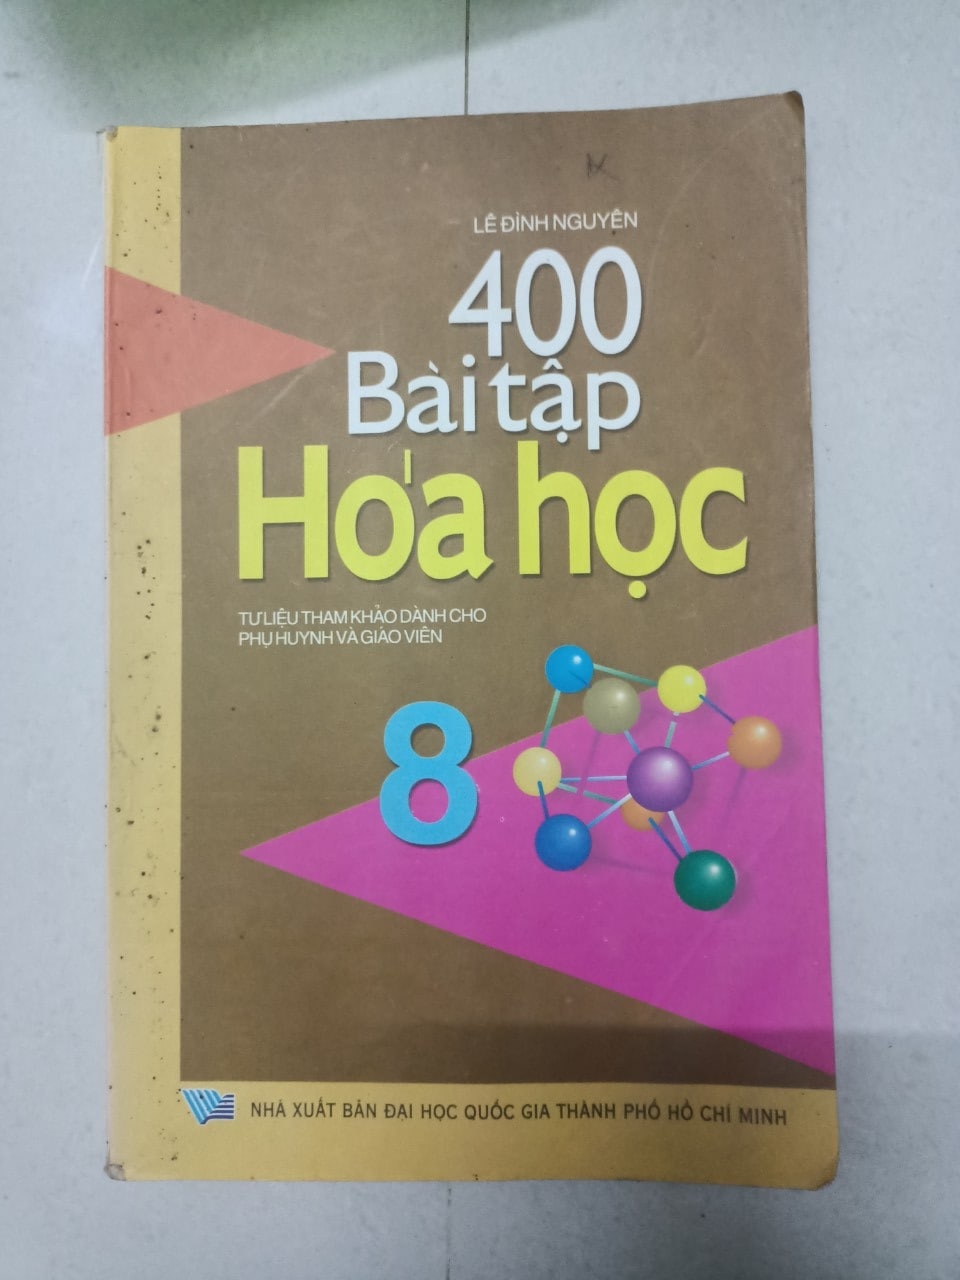 LÊ ĐÌNH NGUYÊN
400
Bài tập
Hóa học
TƯ LIỆU THAM KHẢO DÀNH CHO
PHỤ HUYNH VÀ GIÁO VIÊN
8
NHÀ XUẤT BẢN ĐẠI HỌC QUỐC GIA THÀNH PHỐ HỒ CHÍ MINH